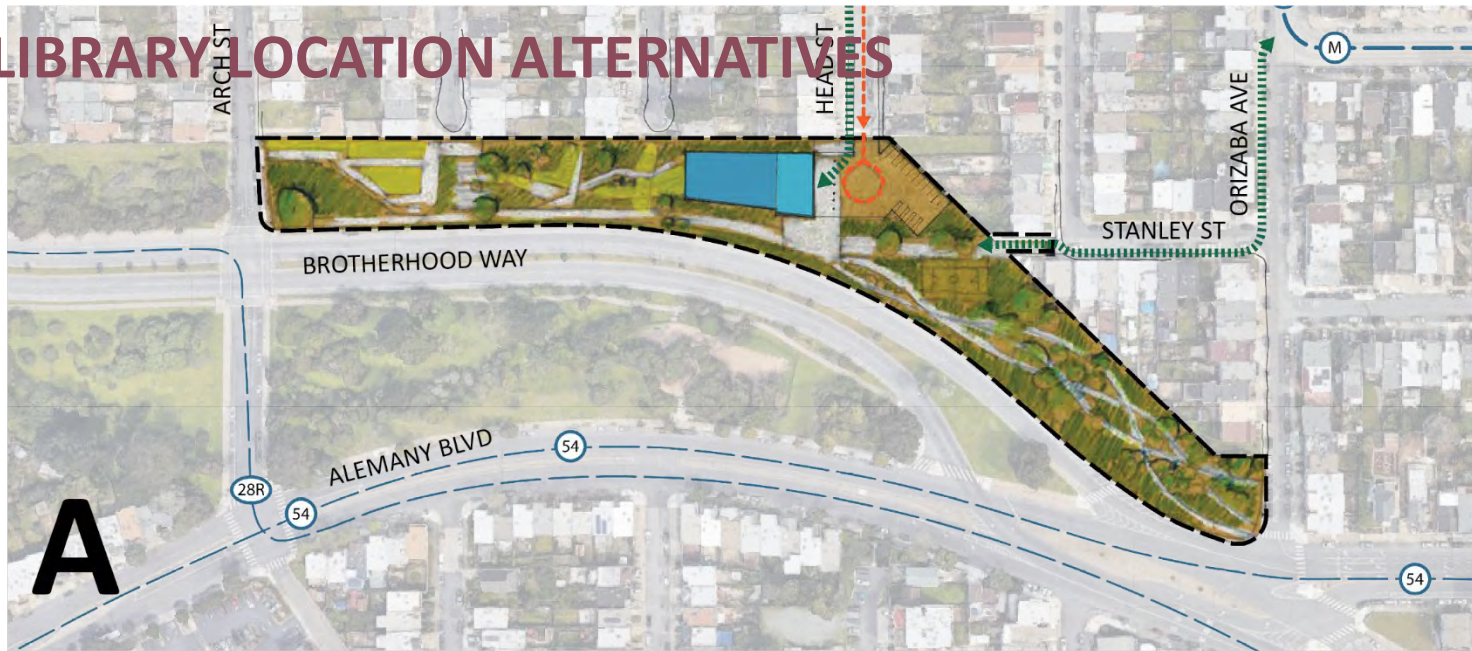 LIBRARY LOCATION ALTERNATIVES
ARCH ST
HEAD ST
ORIZABA AVE
M
STANLEY ST
BROTHERHOOD WAY
ALEMANY BLVD
54
28R
54
54
A